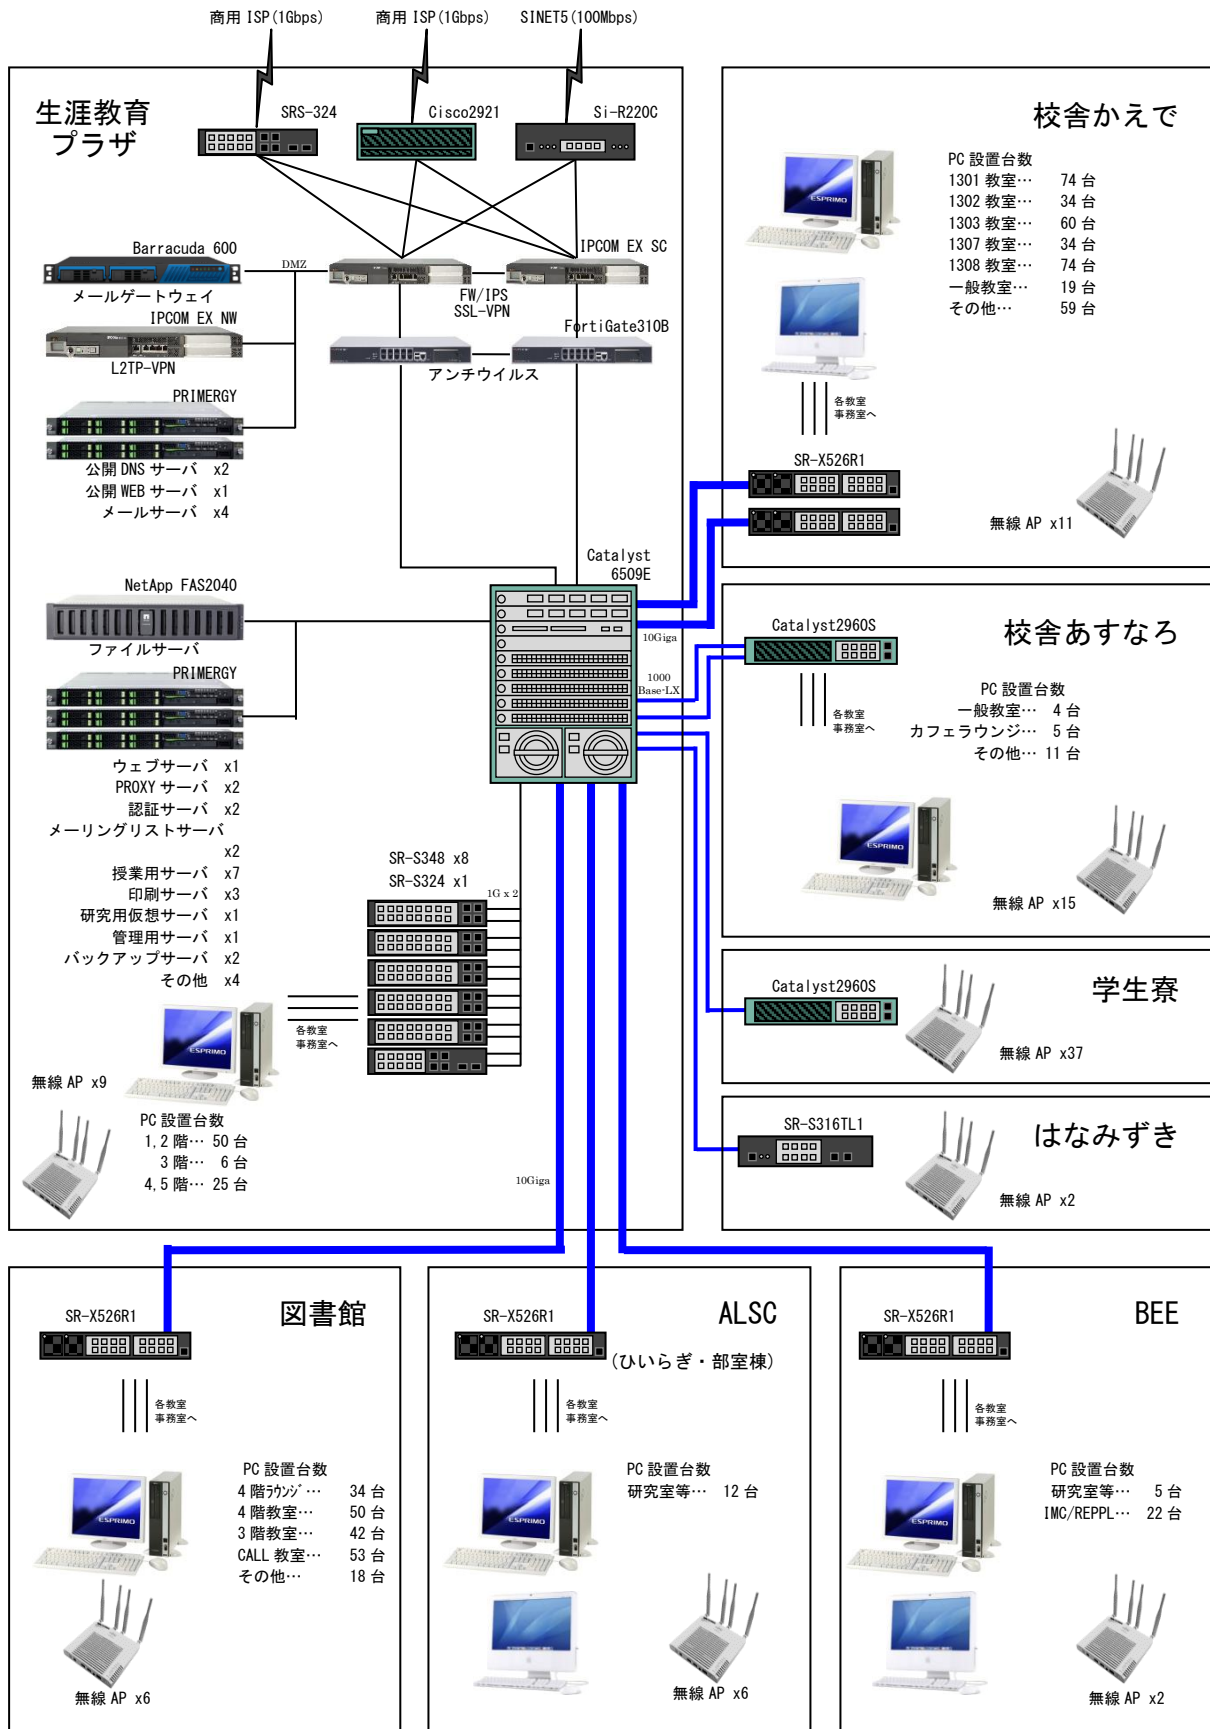 商用 ISP(1Gbps)
商用 ISP(1Gbps)
SINET5(100Mbps)
生涯教育
プラザ
SRS-324
Cisco2921
Si-R220C
Barracuda 600
メールゲートウェイ
DMZ
IPCOM EX SC
FW/IPS
SSL-VPN
IPCOM EX NW
L2TP-VPN
FortiGate310B
アンチウイルス
PRIMERGY
公開 DNS サーバ x2
公開 WEB サーバ x1
メールサーバ x4
Catalyst
6509E
NetApp FAS2040
ファイルサーバ
10Giga
1000
Base-LX
PRIMERGY
ウェブサーバ x1
PROXY サーバ x2
認証サーバ x2
メーリングリストサーバ
x2
授業用サーバ x7
印刷サーバ x3
研究用仮想サーバ x1
管理用サーバ x1
バックアップサーバ x2
その他 x4
SR-S348 x8
SR-S324 x1
1G x 2
各教室
事務室へ
ESPRIMO
無線 AP x9
PC 設置台数
1,2 階… 50 台
3 階… 6 台
4,5 階… 25 台
10Giga
校舎かえで
ESPRIMO
PC 設置台数
1301 教室… 74 台
1302 教室… 34 台
1303 教室… 60 台
1307 教室… 34 台
1308 教室… 74 台
一般教室… 19 台
その他… 59 台
各教室
事務室へ
SR-X526R1
無線 AP x11
校舎あすなろ
Catalyst2960S
各教室
事務室へ
PC 設置台数
一般教室… 4 台
カフェラウンジ… 5 台
その他… 11 台
ESPRIMO
無線 AP x15
学生寮
Catalyst2960S
無線 AP x37
はなみずき
SR-S316TL1
無線 AP x2
図書館
SR-X526R1
各教室
事務室へ
PC 設置台数
4 階ﾗｳﾝｼﾞ… 34 台
4 階教室… 50 台
3 階教室… 42 台
CALL 教室… 53 台
その他… 18 台
ESPRIMO
無線 AP x6
ALSC
SR-X526R1
(ひいらぎ・部室棟)
各教室
事務室へ
PC 設置台数
研究室等… 12 台
ESPRIMO
無線 AP x6
BEE
SR-X526R1
各教室
事務室へ
PC 設置台数
研究室等… 5 台
IMC/REPPL… 22 台
ESPRIMO
無線 AP x2